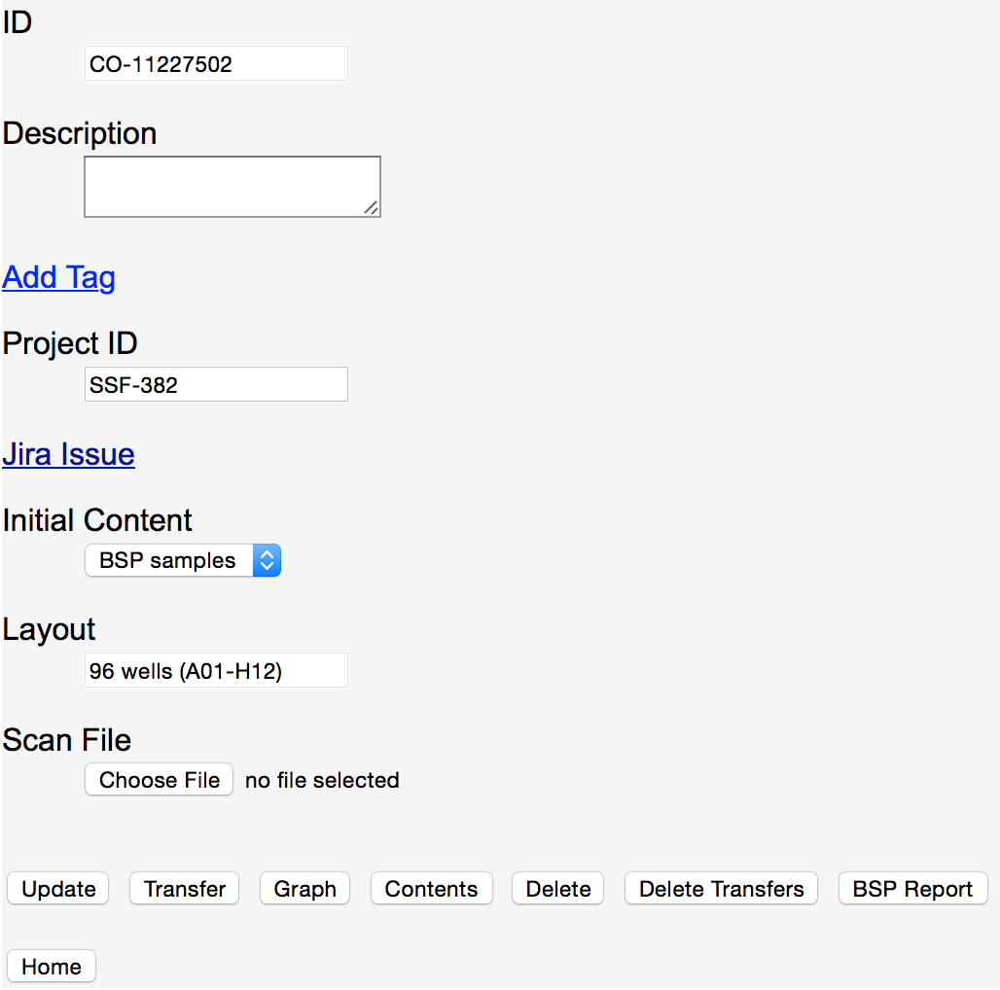 ID
CO-11227502
Description
Add Tag
Project ID
SSF-382
Jira Issue
Initial Content
BSP samples
Layout
96 wells (A01-H12)
Scan File
Choose File no file selected
Update Transfer Graph Contents Delete Delete Transfers BSP Report
Home